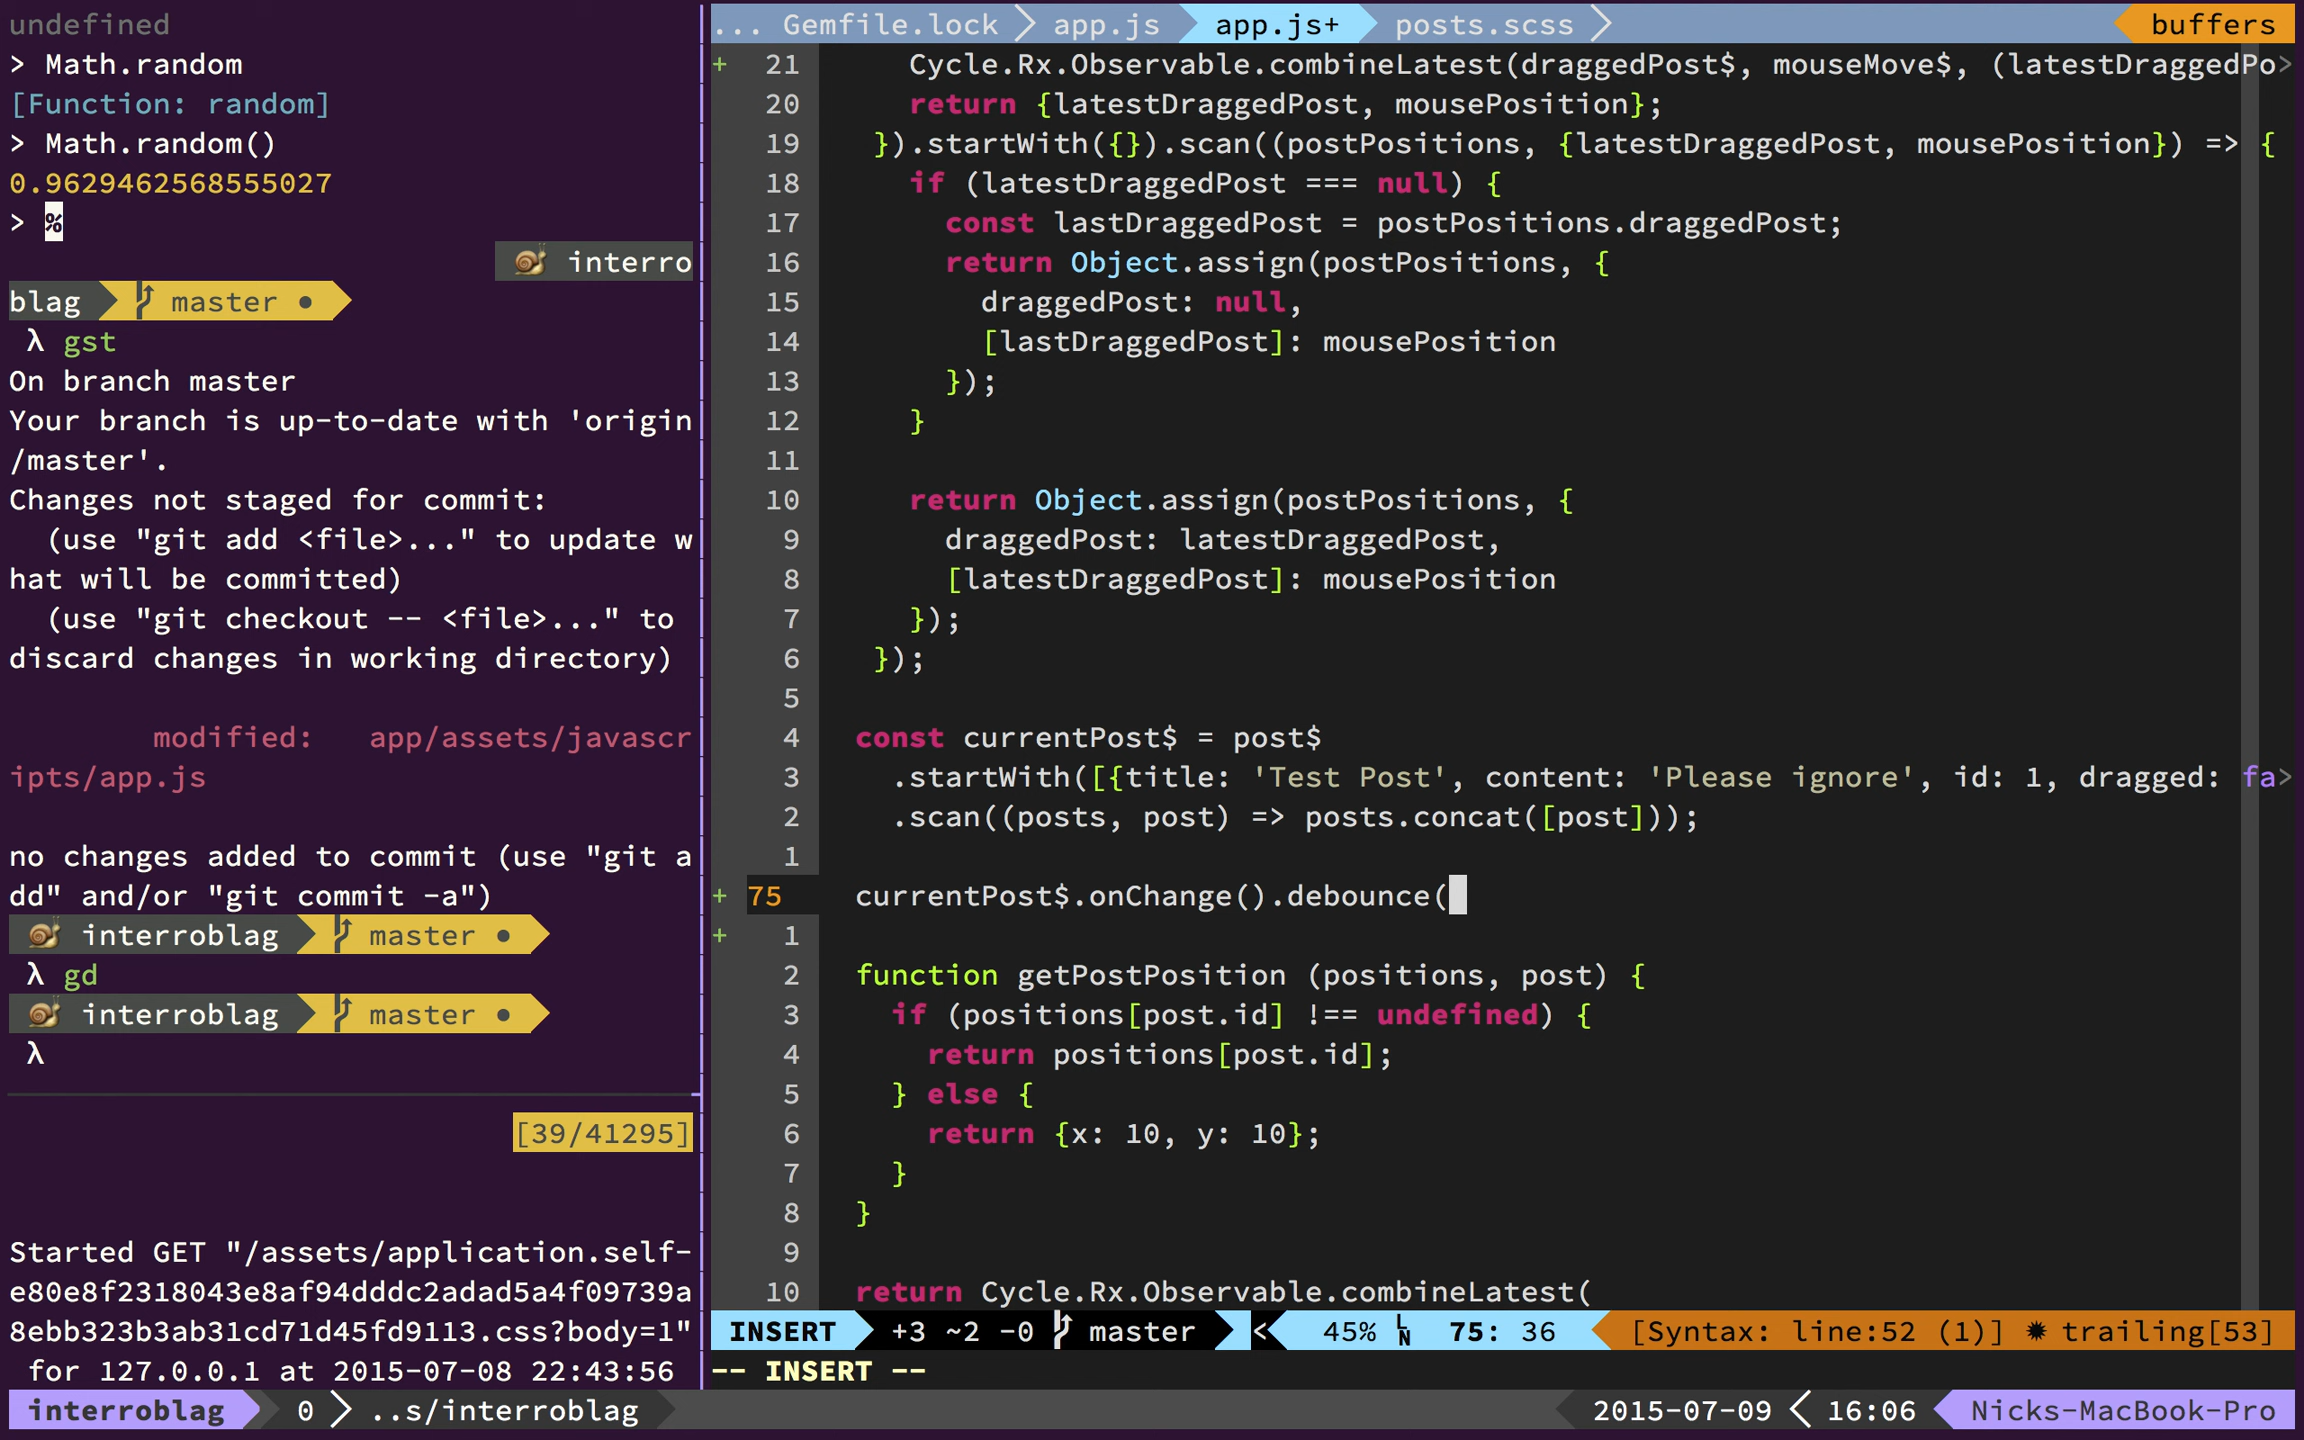 undefined
> Math.random
[Function: random]
> Math.random()
0.9629462568555027
> %
interro
blag master ●
λ gst
On branch master
Your branch is up-to-date with 'origin
/master'.
Changes not staged for commit:
(use "git add <file>..." to update w
hat will be committed)
(use "git checkout -- <file>..." to
discard changes in working directory)
modified: app/assets/javascr
ipts/app.js
no changes added to commit (use "git a
dd" and/or "git commit -a")
interroblag master ●
λ gd
interroblag master ●
λ
[39/41295]
Started GET "/assets/application.self-
e80e8f2318043e8af94dddc2adad5a4f09739a
8ebb323b3ab31cd71d45fd9113.css?body=1"
for 127.0.0.1 at 2015-07-08 22:43:56
... Gemfile.lock > app.js app.js+ posts.scss > buffers
+ 21 Cycle.Rx.Observable.combineLatest(draggedPost$, mouseMove$, (latestDraggedPo>
20 return {latestDraggedPost, mousePosition};
19 }).startWith({}).scan((postPositions, {latestDraggedPost, mousePosition}) => {
18 if (latestDraggedPost === null) {
17 const lastDraggedPost = postPositions.draggedPost;
16 return Object.assign(postPositions, {
15 draggedPost: null,
14 [lastDraggedPost]: mousePosition
13 });
12 }
11
10 return Object.assign(postPositions, {
9 draggedPost: latestDraggedPost,
8 [latestDraggedPost]: mousePosition
7 });
6 });
5
4 const currentPost$ = post$
3 .startWith([{title: 'Test Post', content: 'Please ignore', id: 1, dragged: fa>
2 .scan((posts, post) => posts.concat([post]));
1
+ 75 currentPost$.onChange().debounce(
+ 1
2 function getPostPosition (positions, post) {
3 if (positions[post.id] !== undefined) {
4 return positions[post.id];
5 } else {
6 return {x: 10, y: 10};
7 }
8 }
9
10 return Cycle.Rx.Observable.combineLatest(
INSERT +3 ~2 -0 master < 45% LN 75: 36 [Syntax: line:52 (1)] ✹ trailing[53]
-- INSERT --
interroblag 0 > ..s/interroblag 2015-07-09 < 16:06 Nicks-MacBook-Pro